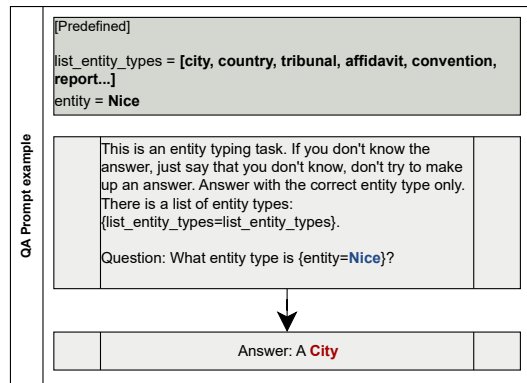 [Predefined]
list_entity_types = [city, country, tribunal, affidavit, convention,
report...]
entity = Nice
QA Prompt example
This is an entity typing task. If you don't know the
answer, just say that you don't know, don't try to make
up an answer. Answer with the correct entity type only.
There is a list of entity types:
{list_entity_types=list_entity_types}.
Question: What entity type is {entity=Nice}?
Answer: A City